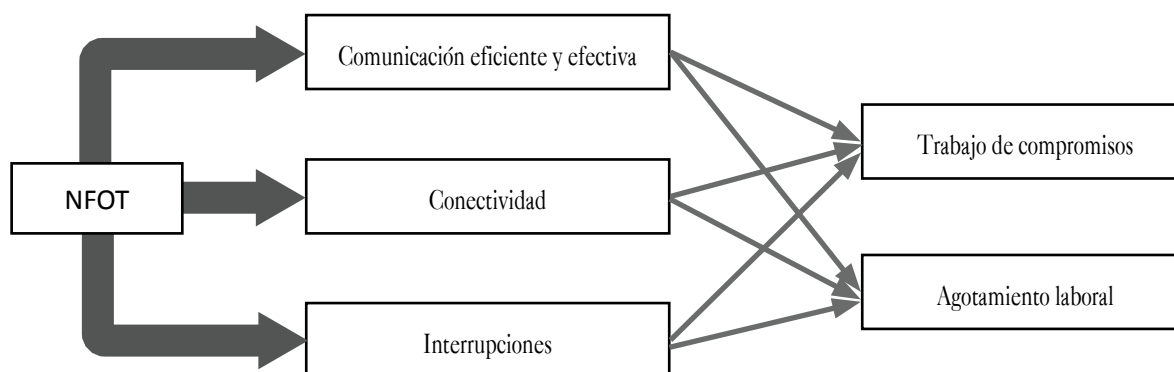 NFOT
Comunicación eficiente y efectiva
Conectividad
Interrupciones
Trabajo de compromisos
Agotamiento laboral